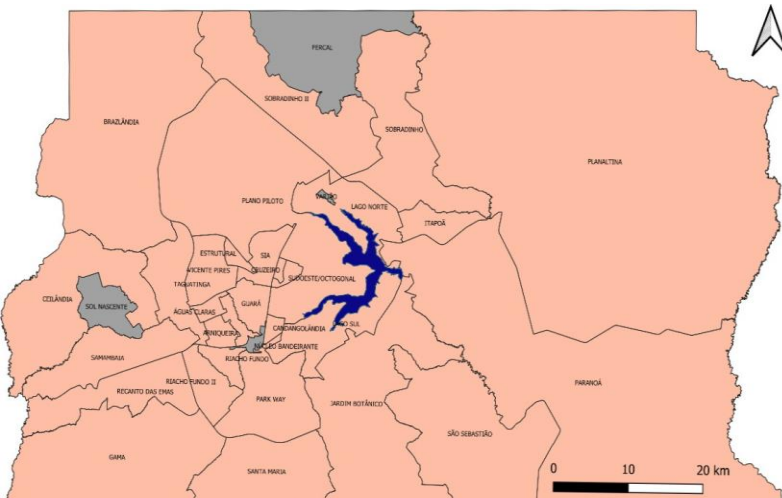 FERCAL
SOBRADINHO II
BRAZLÂNDIA
SOBRADINHO
PLANALTINA
VARJÃO
PLANO PILOTO
LAGO NORTE
ITAPOÃ
ESTRUTURAL
SIA
VICENTE PIRES
CRUZEIRO
SUDOESTE/OCTOGONAL
TAGUATINGA
CEILÂNDIA
SOL NASCENTE
GUARÁ
ÁGUAS CLARAS
CANDANGOLÂNDIA
GO SUL
ARNIQUEIRA
NÚCLEO BANDEIRANTE
SAMAMBAIA
RIACHO FUNDO
RIACHO FUNDO II
PARANOÁ
RECANTO DAS EMAS
PARK WAY
JARDIM BOTÂNICO
SÃO SEBASTIÃO
GAMA
SANTA MARIA
0 10 20 km